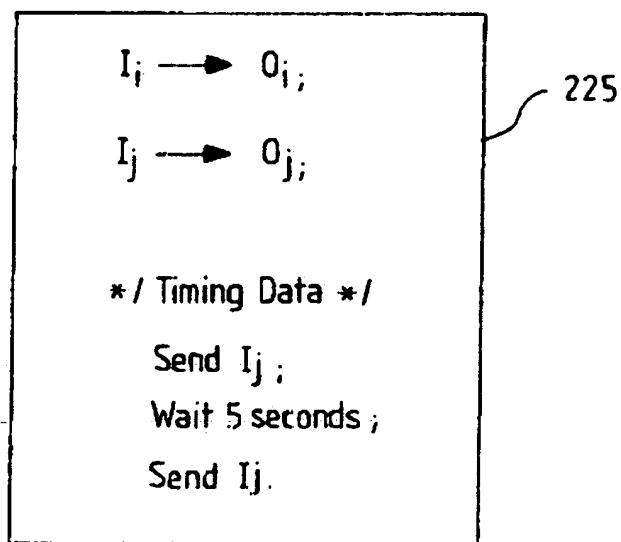 Iᵢ → Oᵢ;
225
Iⱼ → Oⱼ;
*/ Timing Data */
Send Iⱼ;
Wait 5 seconds;
Send Ij.